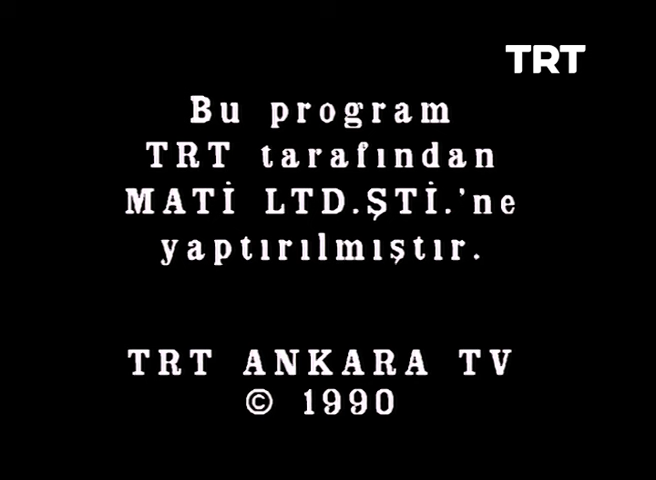 TRT
Bu program
TRT tarafından
MATİ LTD.ŞTİ.'ne
yaptırılmıştır.
TRT ANKARA TV
© 1990